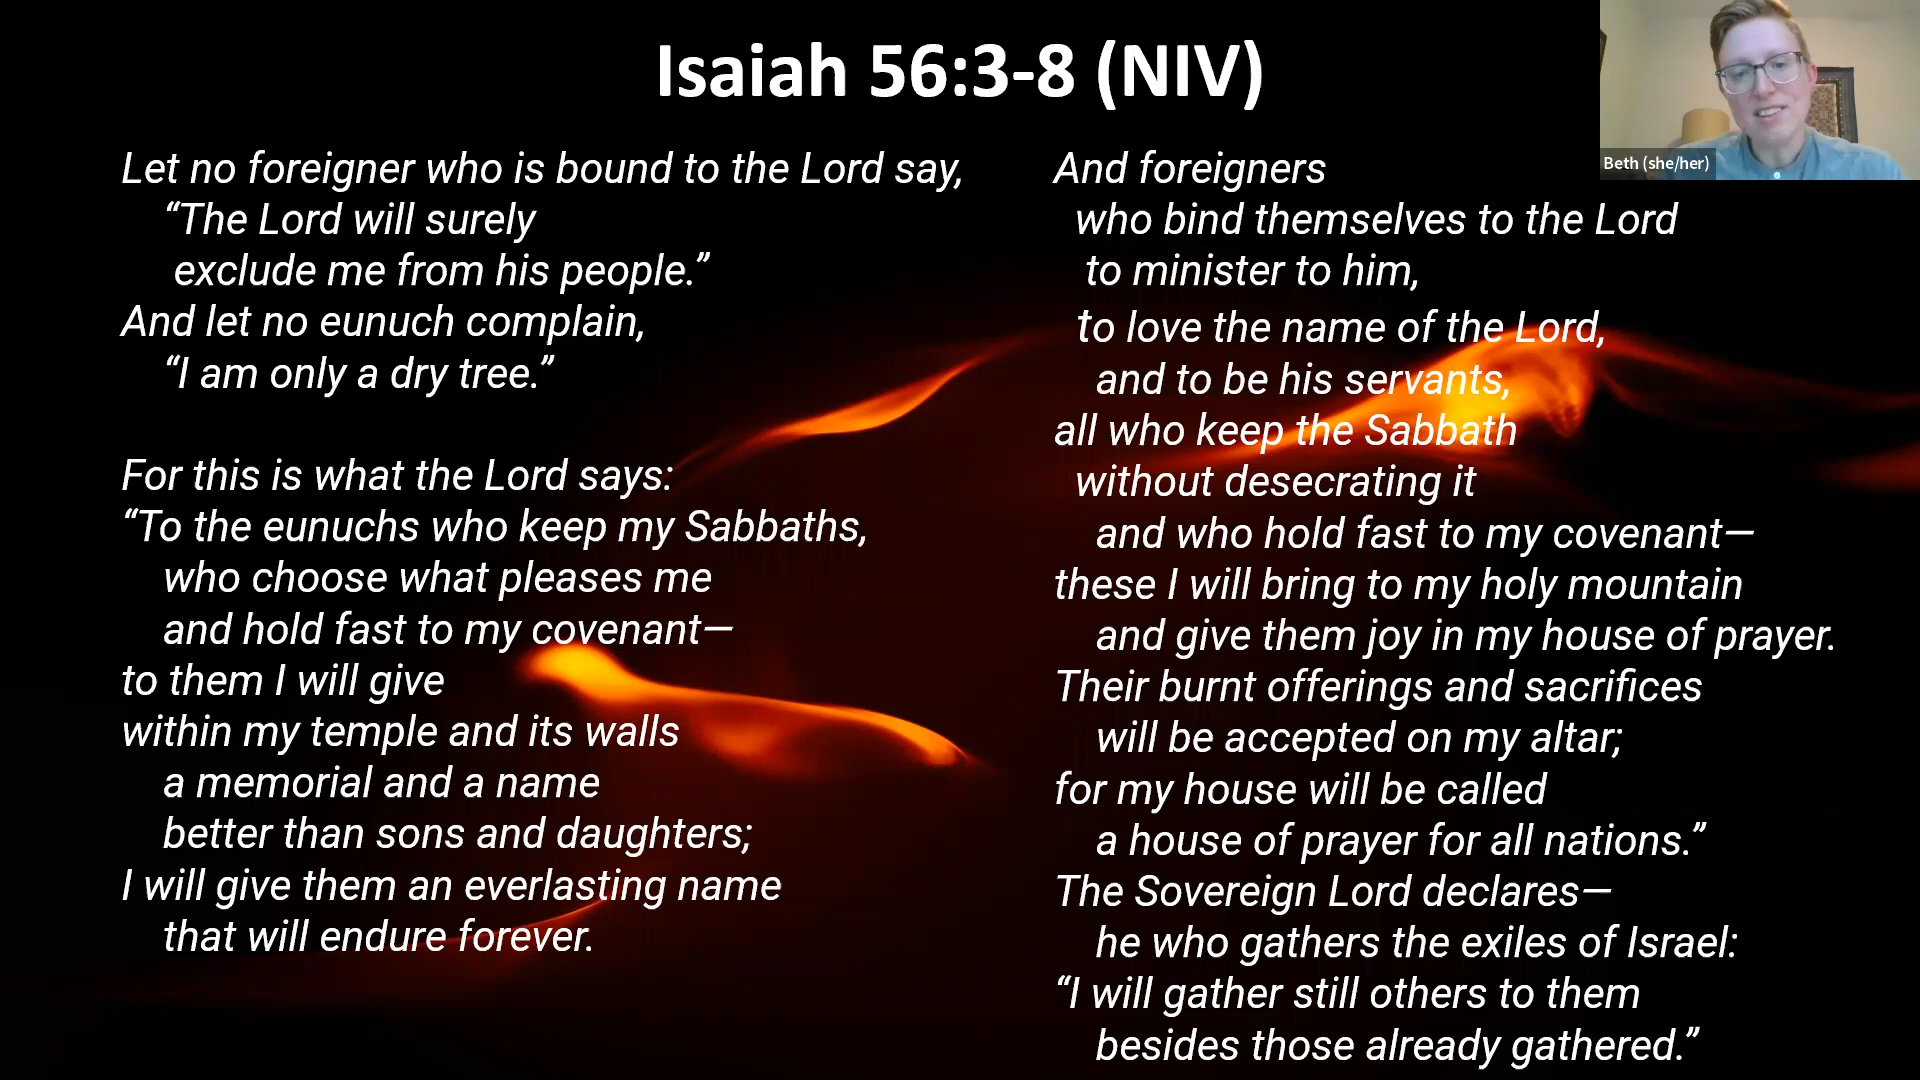 Isaiah 56:3-8 (NIV)
Let no foreigner who is bound to the Lord say,
“The Lord will surely
exclude me from his people.”
And let no eunuch complain,
“I am only a dry tree.”
For this is what the Lord says:
“To the eunuchs who keep my Sabbaths,
who choose what pleases me
and hold fast to my covenant—
to them I will give
within my temple and its walls
a memorial and a name
better than sons and daughters;
I will give them an everlasting name
that will endure forever.
And foreigners
who bind themselves to the Lord
to minister to him,
to love the name of the Lord,
and to be his servants,
all who keep the Sabbath
without desecrating it
and who hold fast to my covenant—
these I will bring to my holy mountain
and give them joy in my house of prayer.
Their burnt offerings and sacrifices
will be accepted on my altar;
for my house will be called
a house of prayer for all nations.”
The Sovereign Lord declares—
he who gathers the exiles of Israel:
“I will gather still others to them
besides those already gathered.”
Beth (she/her)